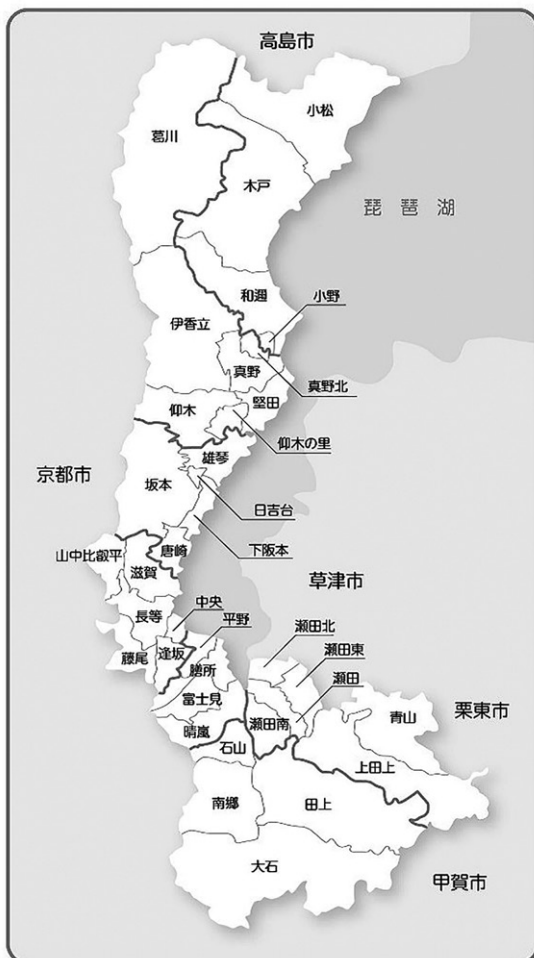 高島市
小松
葛川
木戸
琵琶湖
和邇
小野
伊香立
真野
真野北
堅田
仰木
仰木の里
雄琴
京都市
坂本
日吉台
下阪本
唐崎
山中比叡平
滋賀
草津市
中央
長等
平野
瀬田北
逢坂
藤尾
膳所
瀬田東
瀬田
富士見
青山
栗東市
晴嵐
瀬田南
石山
上田上
南郷
田上
大石
甲賀市